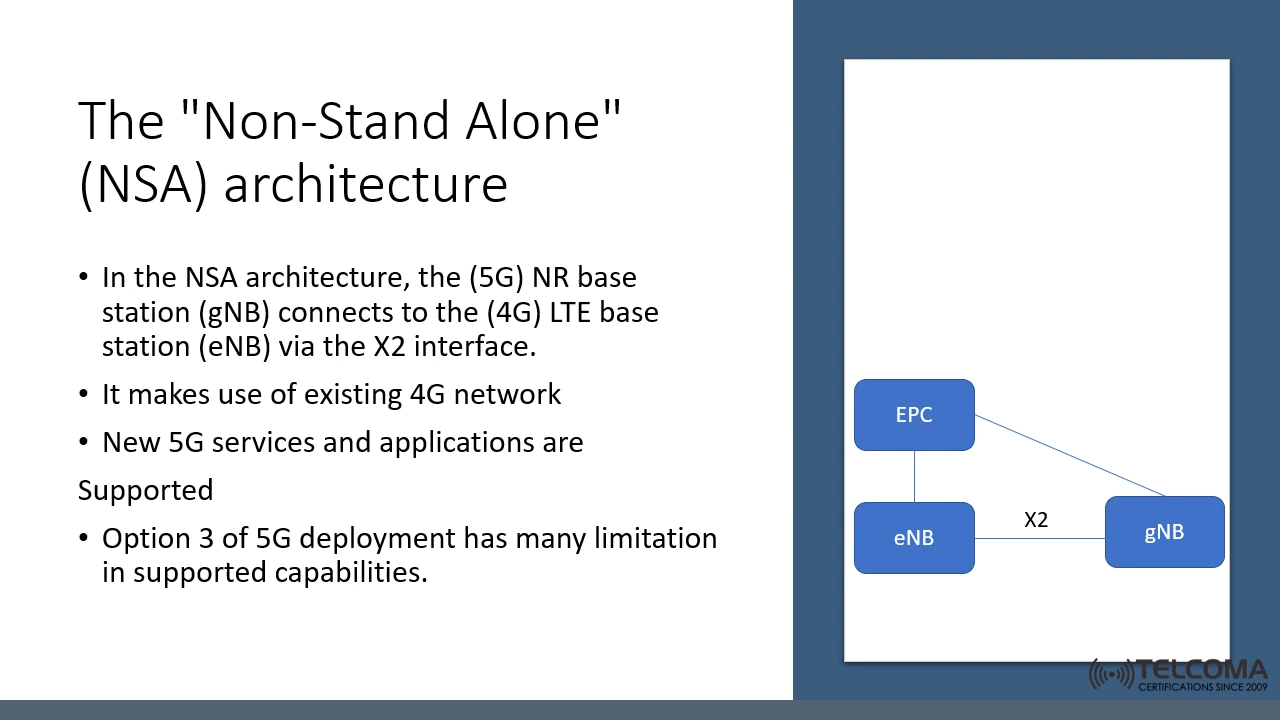 The "Non-Stand Alone"
(NSA) architecture
• In the NSA architecture, the (5G) NR base
station (gNB) connects to the (4G) LTE base
station (eNB) via the X2 interface.
• It makes use of existing 4G network
• New 5G services and applications are
Supported
• Option 3 of 5G deployment has many limitation
in supported capabilities.
EPC
eNB
X2
gNB
TELCOMA
CERTIFICATIONS SINCE 2009